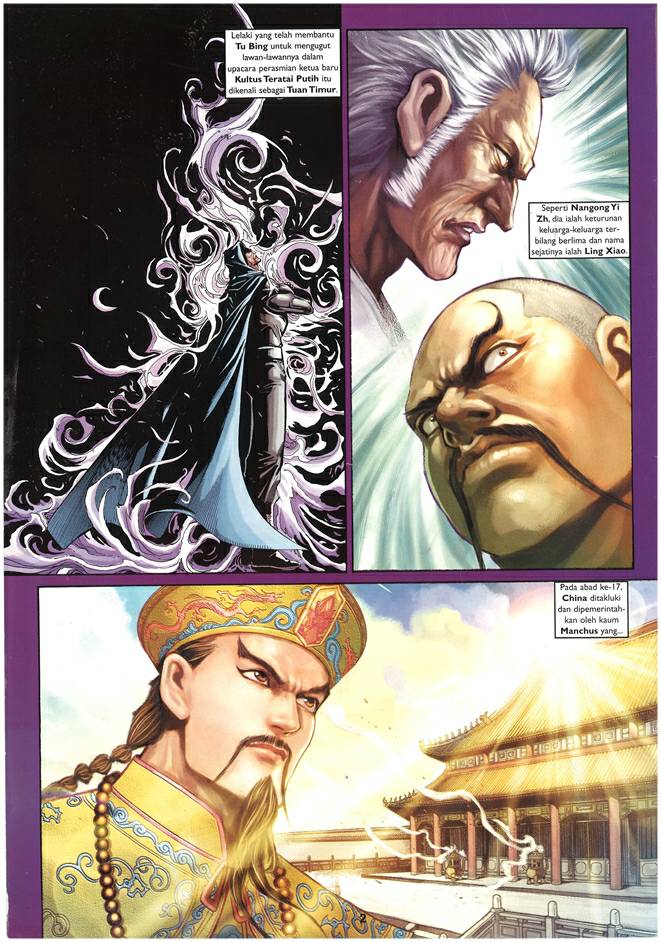 Lelaki yang telah membantu
Tu Bing untuk mengugut
lawan-lawannya dalam
upacara perasmian ketua baru
Kultus Teratai Putih itu
dikenali sebagai Tuan Timur.
Seperti Nangong Yi
Zh, dia ialah keturunan
keluarga-keluarga ter-
bilang berlima dan nama
sejatinya ialah Ling Xiao.
Pada abad ke-17,
China ditakluki
dan dipemerintah-
kan oleh kaum
Manchus yang...
2